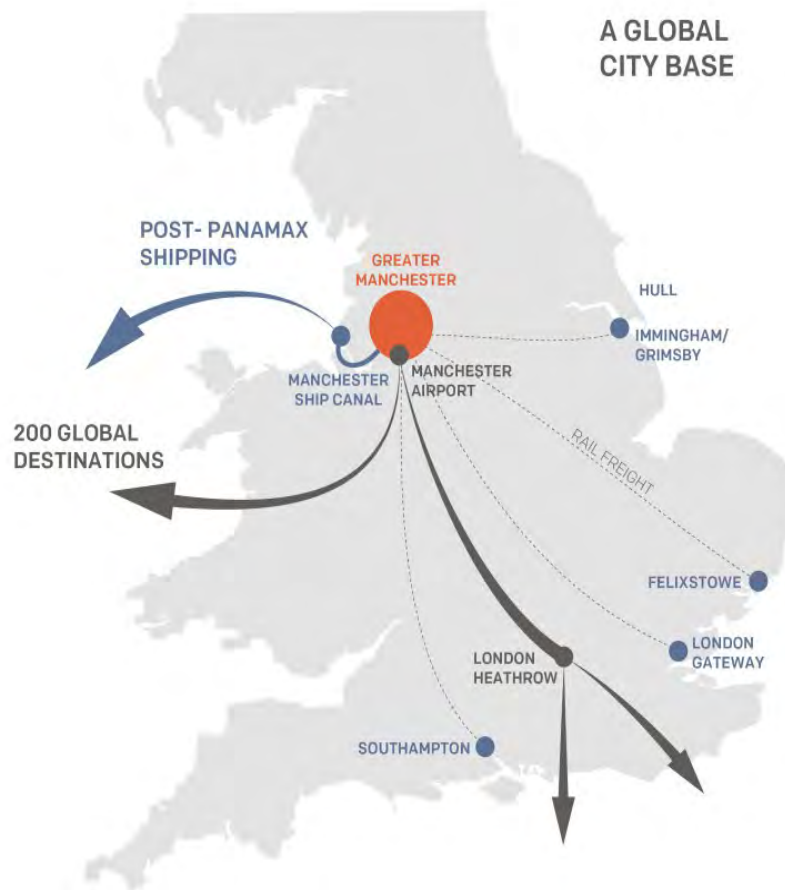 A GLOBAL
CITY BASE
POST- PANAMAX
SHIPPING
GREATER
MANCHESTER
HULL
IMMINGHAM/
GRIMSBY
MANCHESTER
SHIP CANAL
MANCHESTER
AIRPORT
200 GLOBAL
DESTINATIONS
RAIL FREIGHT
FELIXSTOWE
LONDON
GATEWAY
LONDON
HEATHROW
SOUTHAMPTON